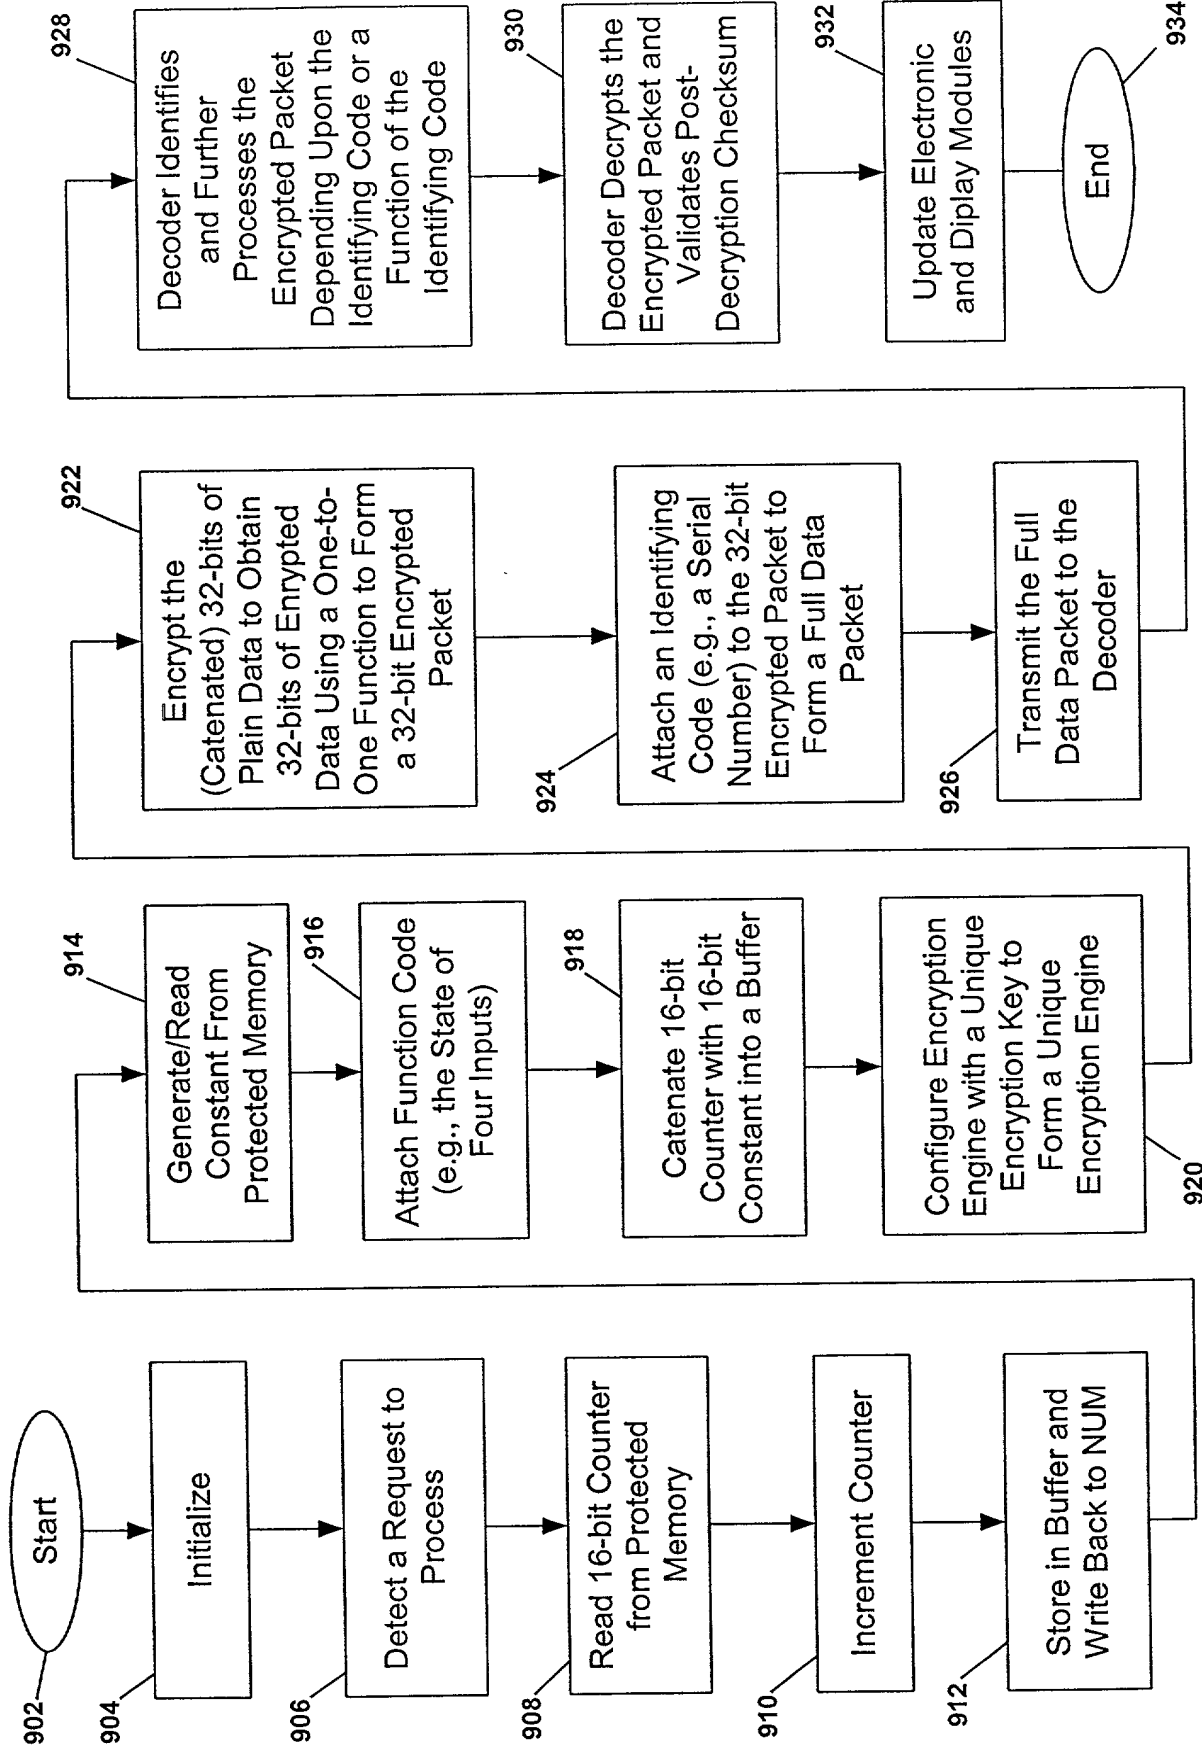 902
Start
904
Initialize
906
Detect a Request to
Process
908
Read 16-bit Counter
from Protected
Memory
910
Increment Counter
912
Store in Buffer and
Write Back to NUM
914
Generate/Read
Constant From
Protected Memory
916
Attach Function Code
(e.g., the State of
Four Inputs)
918
Catenate 16-bit
Counter with 16-bit
Constant into a Buffer
920
Configure Encryption
Engine with a Unique
Encryption Key to
Form a Unique
Encryption Engine
922
Encrypt the
(Catenated) 32-bits of
Plain Data to Obtain
32-bits of Enrypted
Data Using a One-to-
One Function to Form
a 32-bit Encrypted
Packet
924
Attach an Identifying
Code (e.g., a Serial
Number) to the 32-bit
Encrypted Packet to
Form a Full Data
Packet
926
Transmit the Full
Data Packet to the
Decoder
928
Decoder Identifies
and Further
Processes the
Encrypted Packet
Depending Upon the
Identifying Code or a
Function of the
Identifying Code
930
Decoder Decrypts the
Encrypted Packet and
Validates Post-
Decryption Checksum
932
Update Electronic
and Diplay Modules
End
934